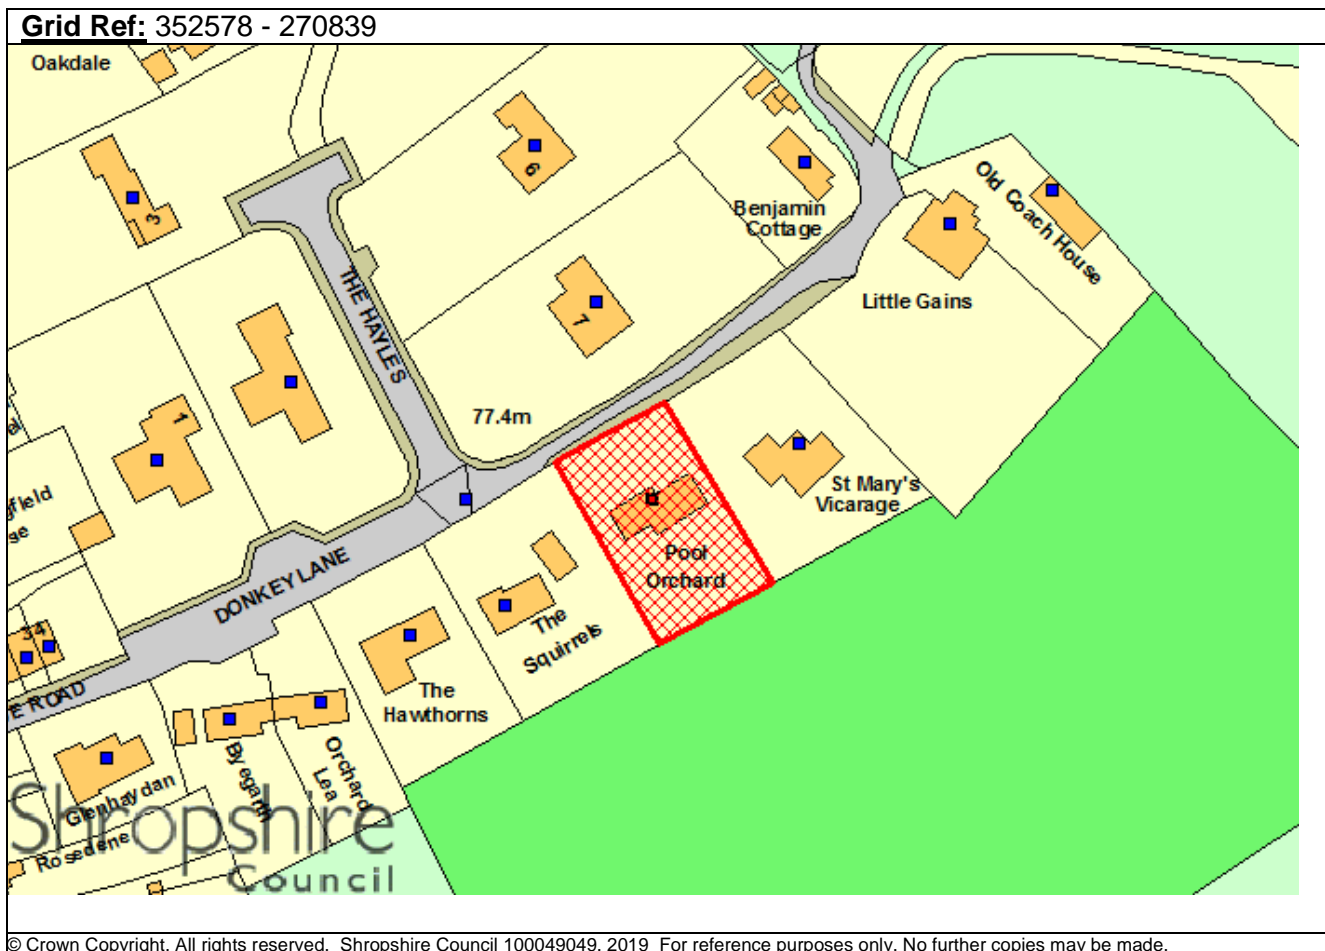 Grid Ref: 352578 - 270839
Oakdale
3
6
Benjamin
Cottage
Old Coach House
Little Gains
THE HAYLES
7
77.4m
1
St Mary's
Vicarage
Pool
Orchard
DONKEY LANE
The
Squirrels
34
The
Hawthorns
ROAD
Byegarth
Orchard
Lea
Glenhaydan
Rosedene
Shropshire
Council
© Crown Copyright. All rights reserved. Shropshire Council 100049049. 2019 For reference purposes only. No further copies may be made.